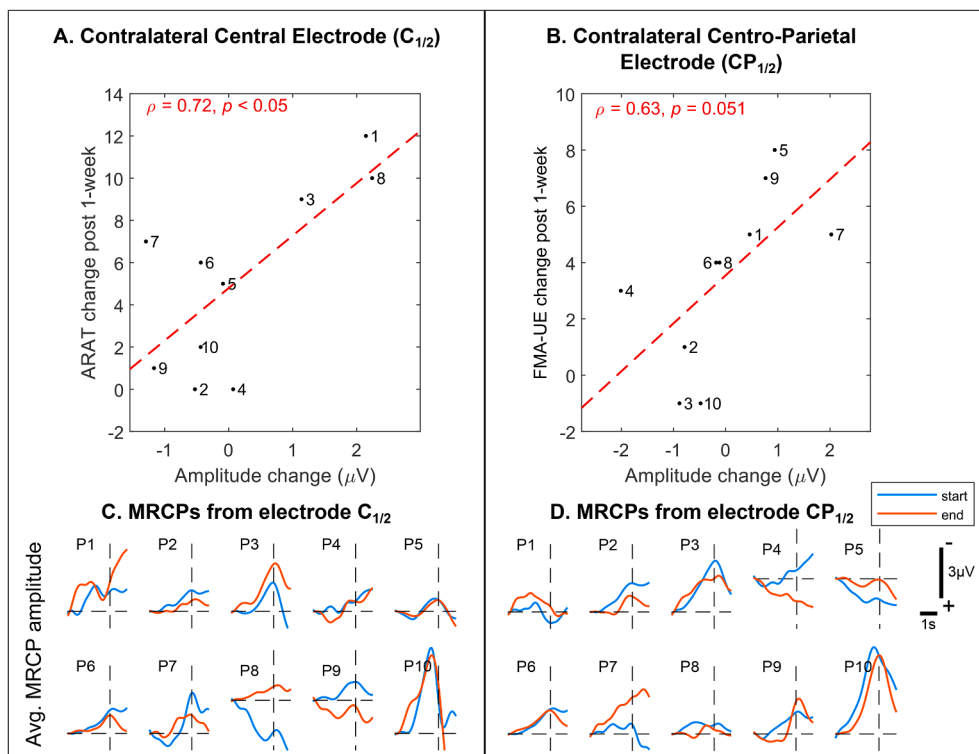 A. Contralateral Central Electrode (C1/2)
ρ = 0.72, p < 0.05
ARAT change post 1-week
14
12
10
8
6
4
2
0
-2
1
8
3
7
6
5
10
9
2
4
-1
0
1
2
Amplitude change (μV)
B. Contralateral Centro-Parietal
Electrode (CP1/2)
ρ = 0.63, p = 0.051
FMA-UE change post 1-week
10
8
6
4
2
0
-2
5
9
1
7
6
8
4
2
3
10
-3
-2
-1
0
1
2
Amplitude change (μV)
C. MRCPs from electrode C1/2
Avg. MRCP amplitude
P1 P2 P3 P4 P5
P6 P7 P8 P9 P10
D. MRCPs from electrode CP1/2
start
end
P1 P2 P3 P4 P5
P6 P7 P8 P9 P10
-
3μV
+
1s